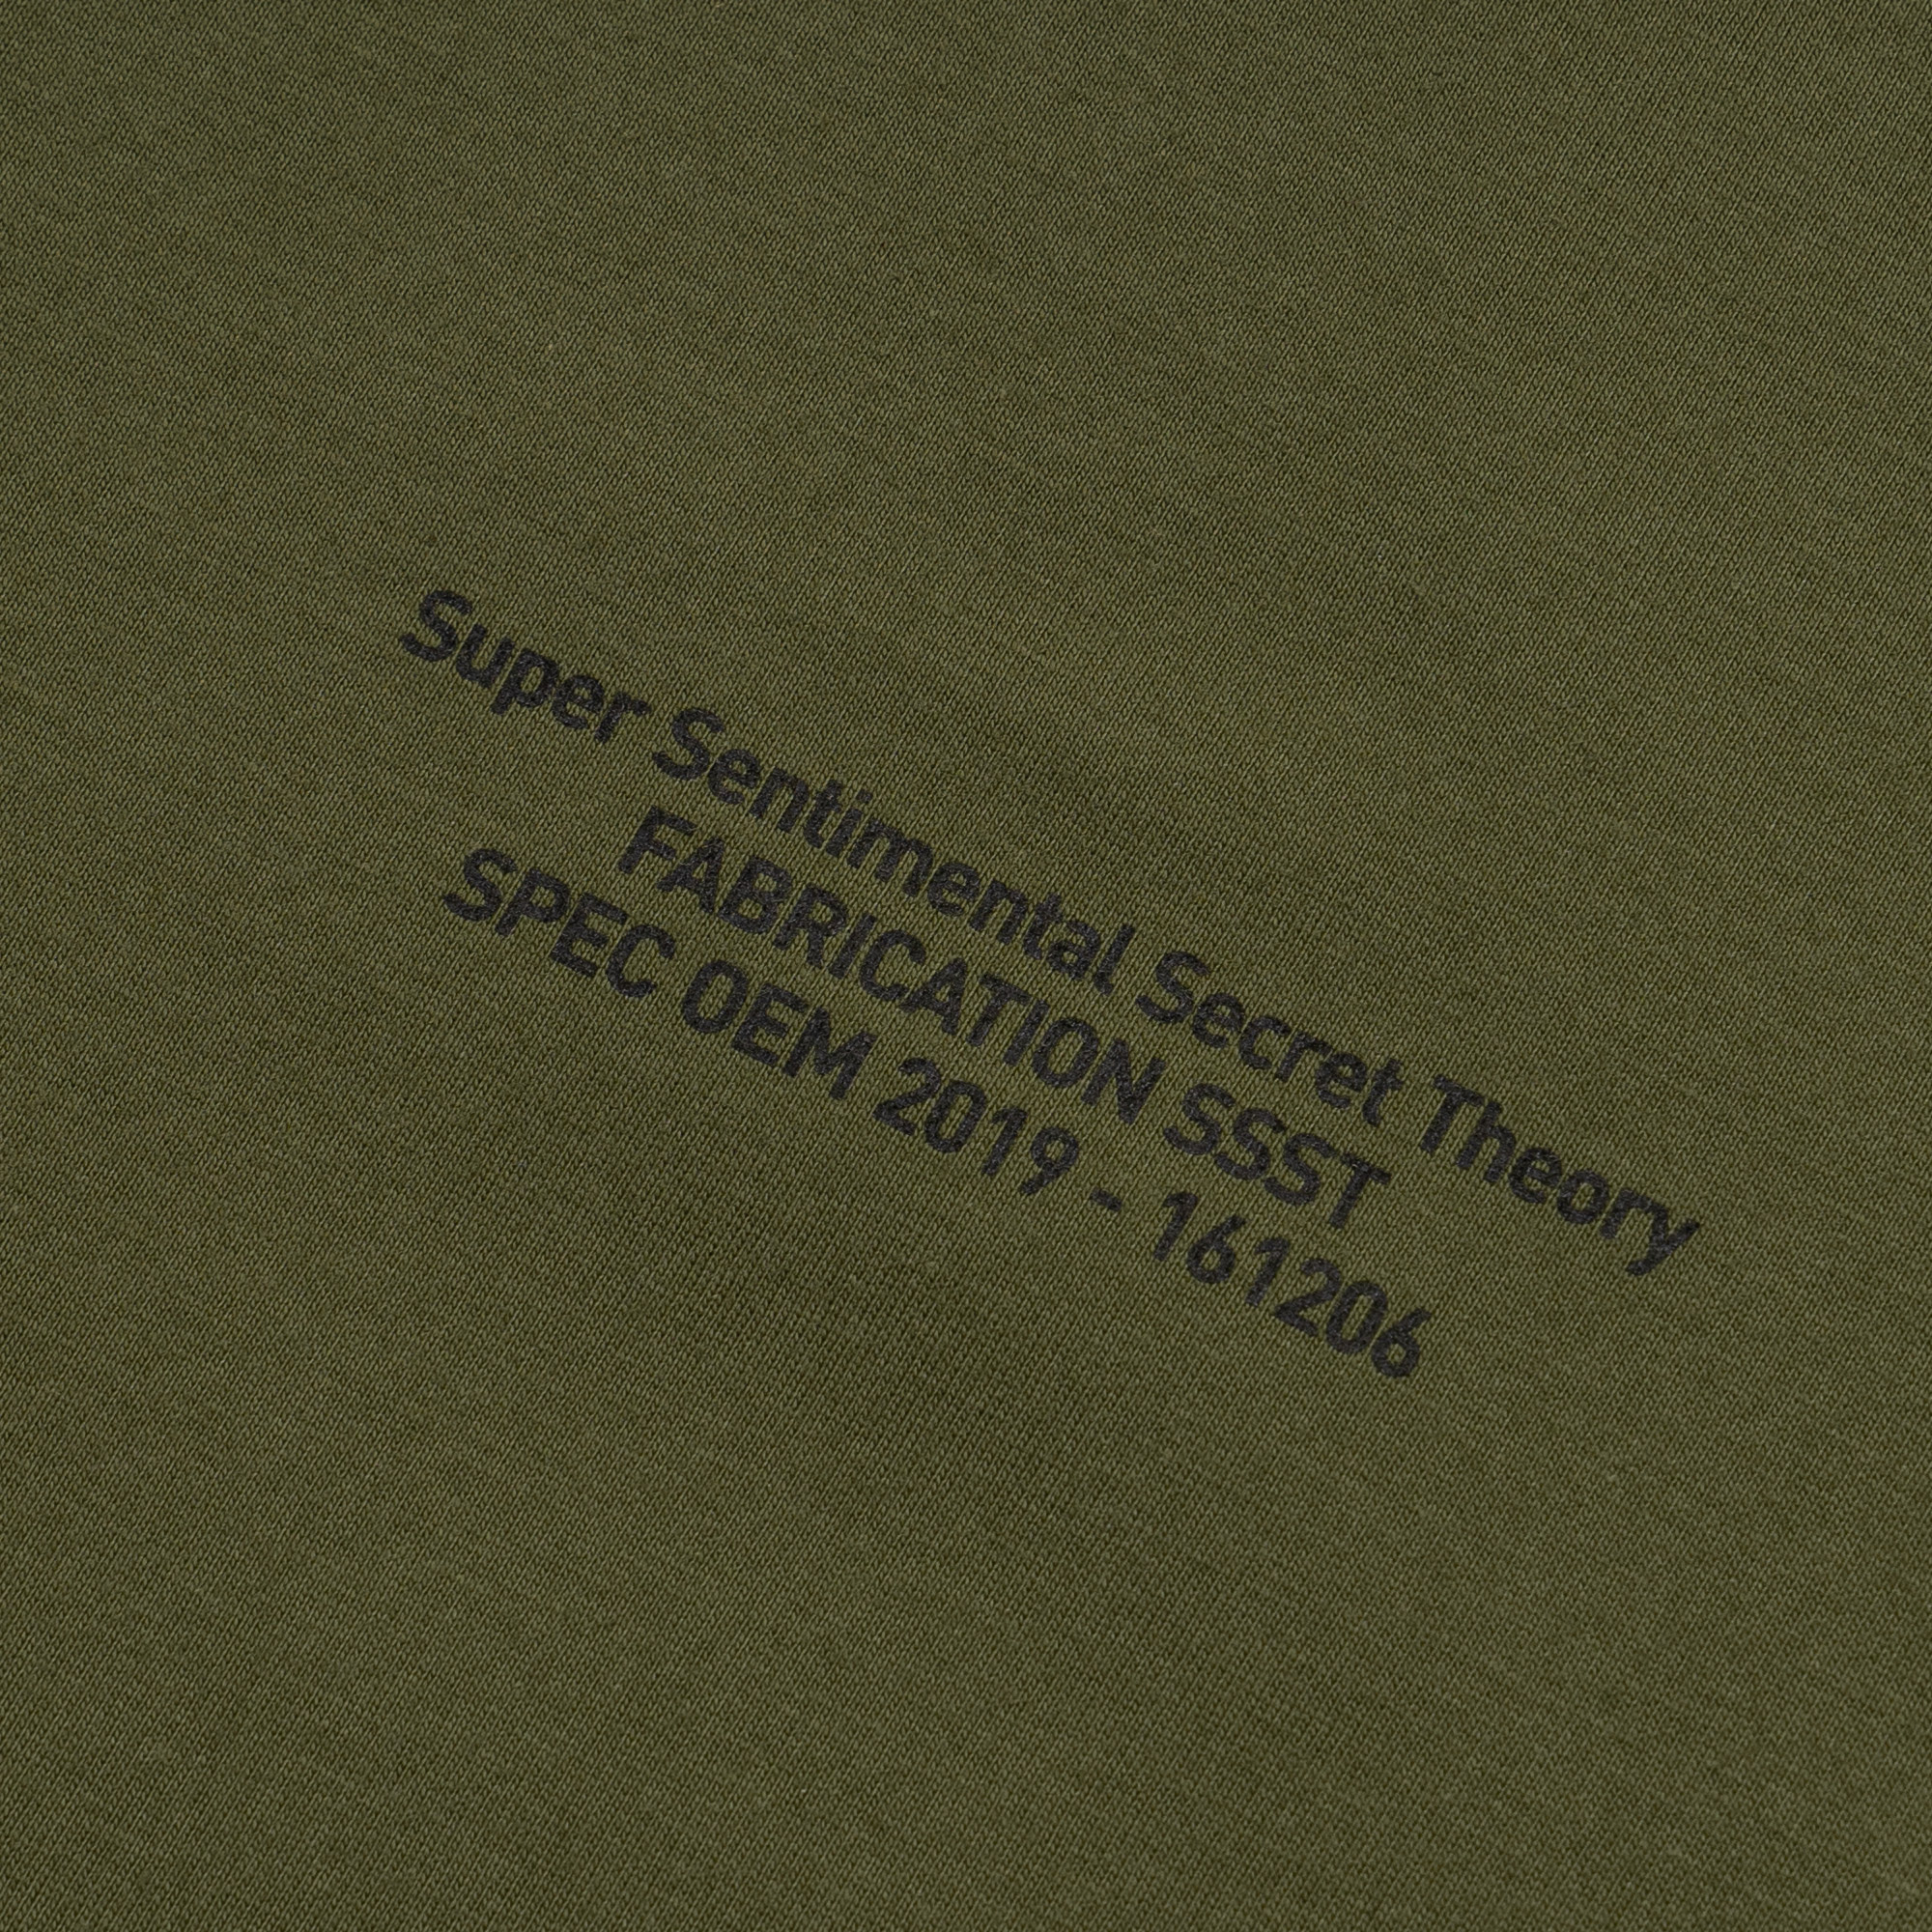 Super Sentimental Secret Theory
FABRICATION SSST
SPEC OEM 2019 - 161206